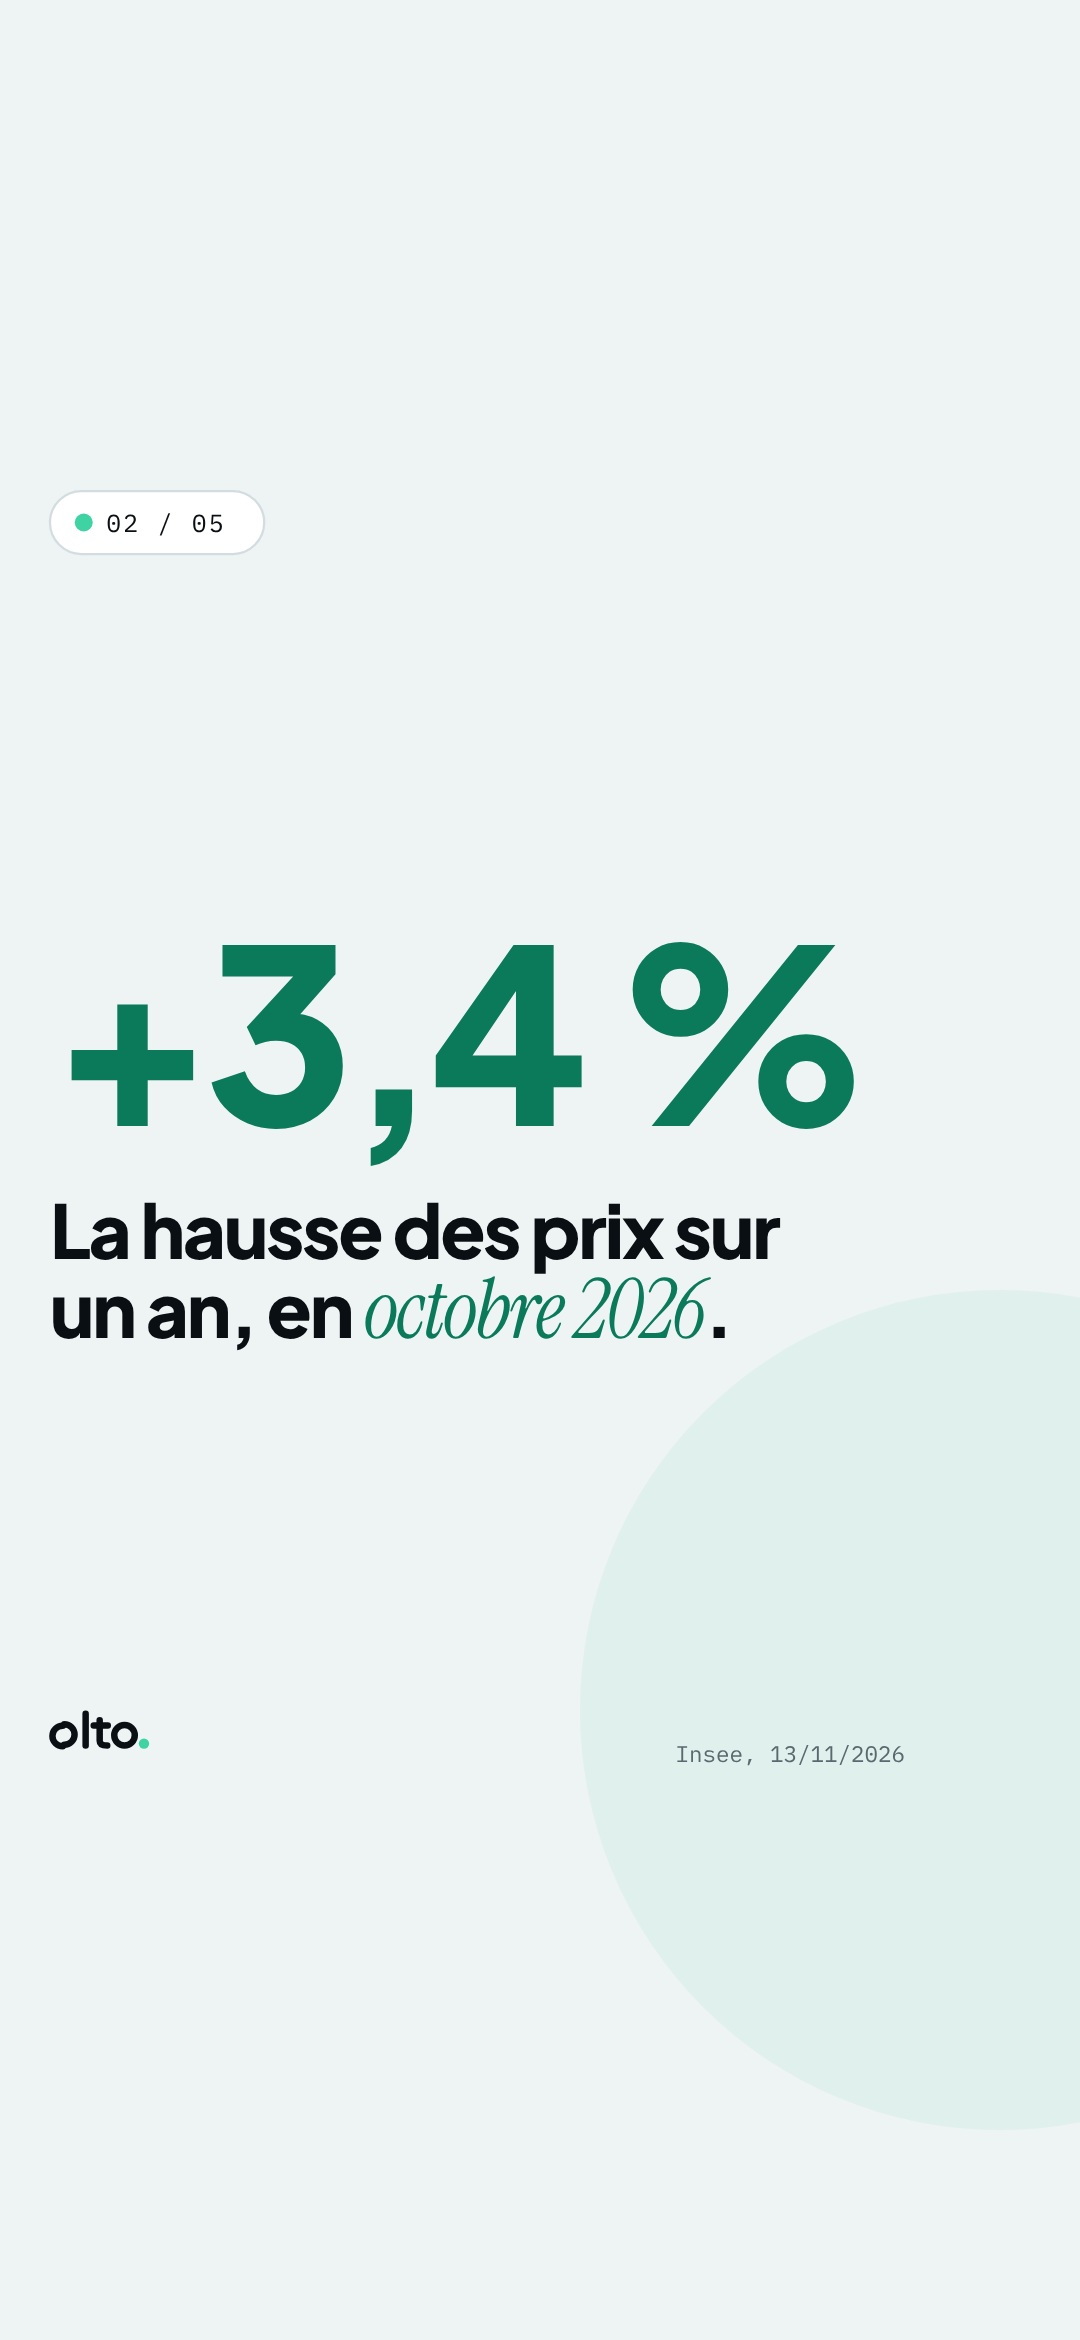 02 / 05
+3,4 %
La hausse des prix sur
un an, en octobre 2026.
olto.
Insee, 13/11/2026